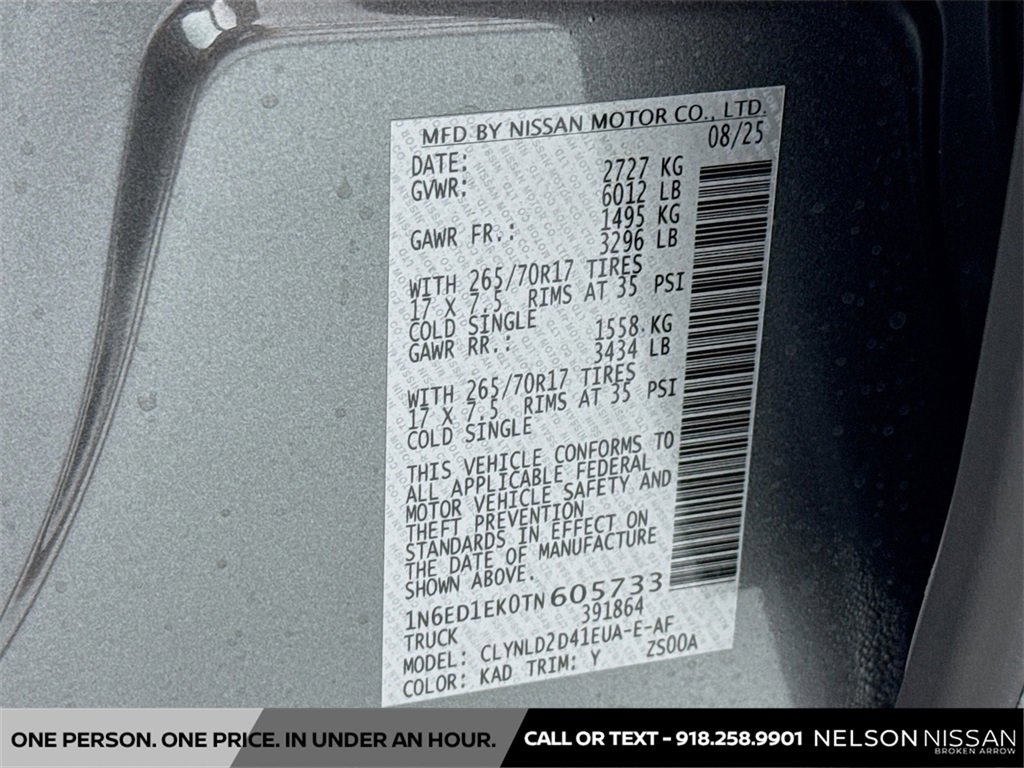 MFD BY NISSAN MOTOR CO., LTD.
DATE: 08/25
GVWR: 2727 KG
6012 LB
GAWR FR.: 1495 KG
3296 LB
WITH 265/70R17 TIRES
17 X 7.5 RIMS AT 35 PSI
COLD SINGLE
GAWR RR.: 1558 KG
3434 LB
WITH 265/70R17 TIRES
17 X 7.5 RIMS AT 35 PSI
COLD SINGLE
THIS VEHICLE CONFORMS TO
ALL APPLICABLE FEDERAL
MOTOR VEHICLE SAFETY AND
THEFT PREVENTION
STANDARDS IN EFFECT ON
THE DATE OF MANUFACTURE
SHOWN ABOVE.
1N6ED1EK0TN605733
TRUCK 391864
MODEL: CLYNLD2D41EUA-E-AF
COLOR: KAD TRIM: Y ZS00A
ONE PERSON. ONE PRICE. IN UNDER AN HOUR.
CALL OR TEXT - 918.258.9901
NELSON NISSAN
BROKEN ARROW